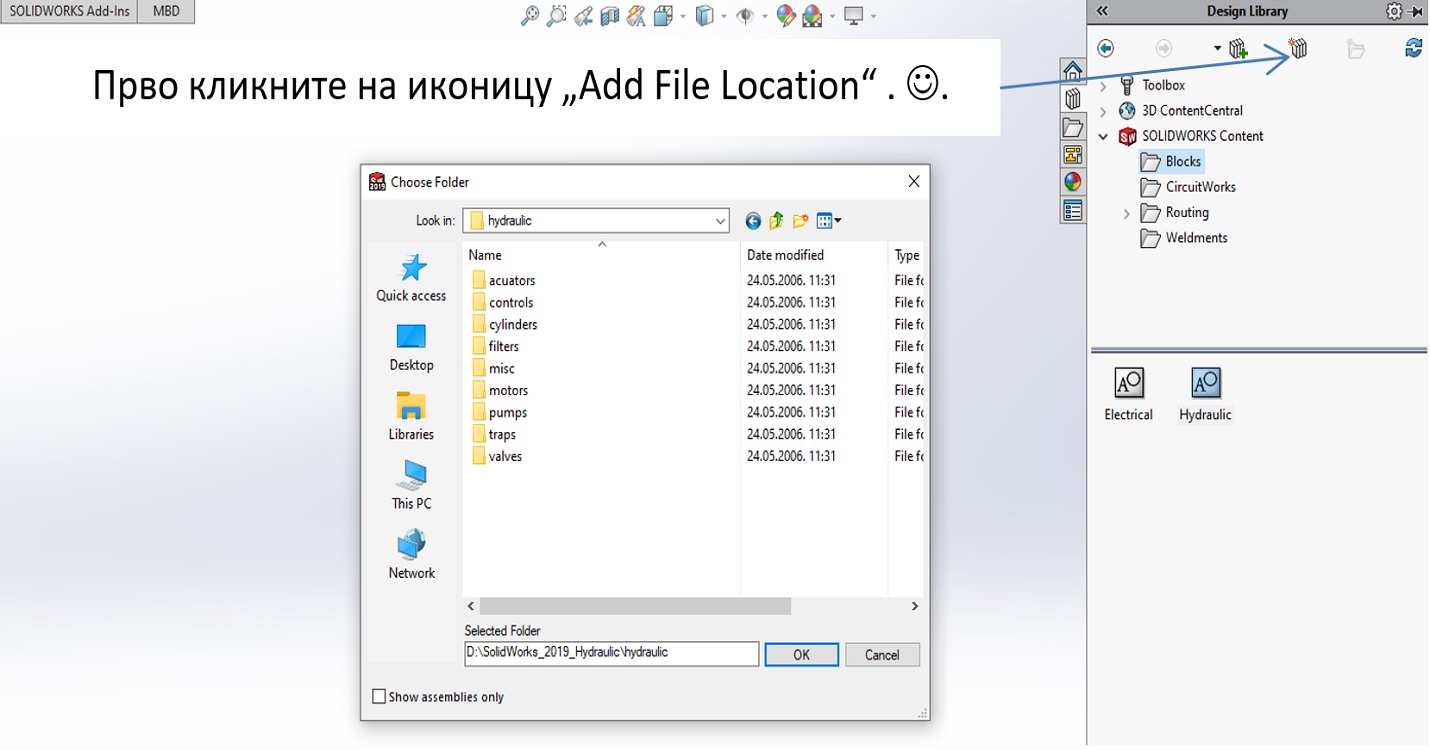 SOLIDWORKS Add-Ins MBD
Design Library
Прво кликните на иконицу „Add File Location“ . ☺.
Toolbox
3D ContentCentral
SOLIDWORKS Content
Blocks
CircuitWorks
Routing
Weldments
Electrical Hydraulic
Choose Folder
Look in: hydraulic
Quick access
Desktop
Libraries
This PC
Network
Name Date modified Type
acuators 24.05.2006. 11:31 File fo
controls 24.05.2006. 11:31 File fo
cylinders 24.05.2006. 11:31 File fo
filters 24.05.2006. 11:31 File fo
misc 24.05.2006. 11:31 File fo
motors 24.05.2006. 11:31 File fo
pumps 24.05.2006. 11:31 File fo
traps 24.05.2006. 11:31 File fo
valves 24.05.2006. 11:31 File fo
Selected Folder
D:\SolidWorks_2019_Hydraulic\hydraulic
OK Cancel
Show assemblies only